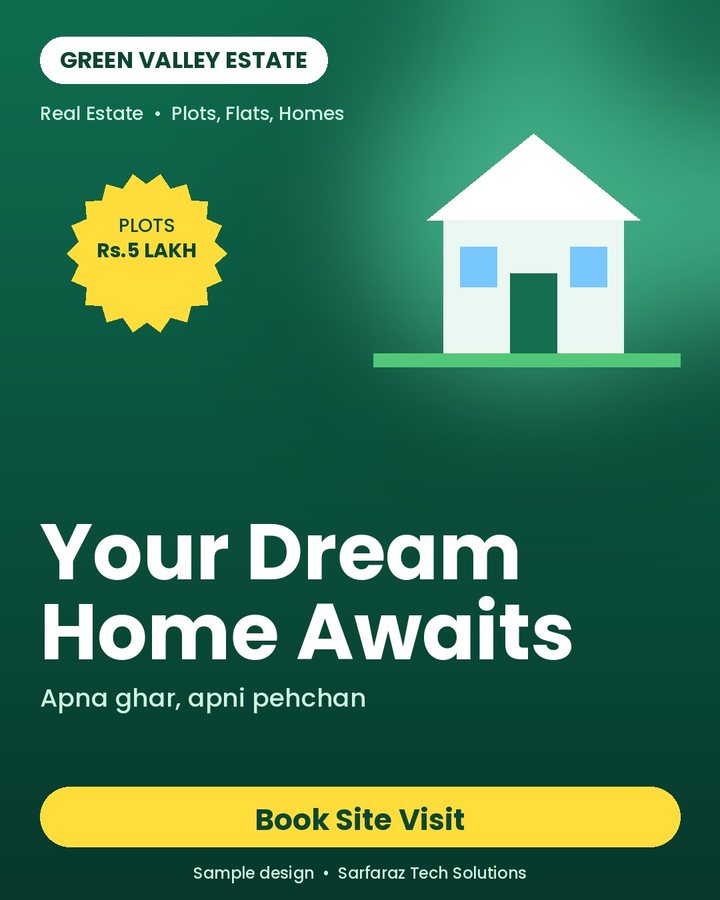 GREEN VALLEY ESTATE
Real Estate • Plots, Flats, Homes
PLOTS
Rs.5 LAKH
Your Dream
Home Awaits
Apna ghar, apni pehchan
Book Site Visit
Sample design • Sarfaraz Tech Solutions